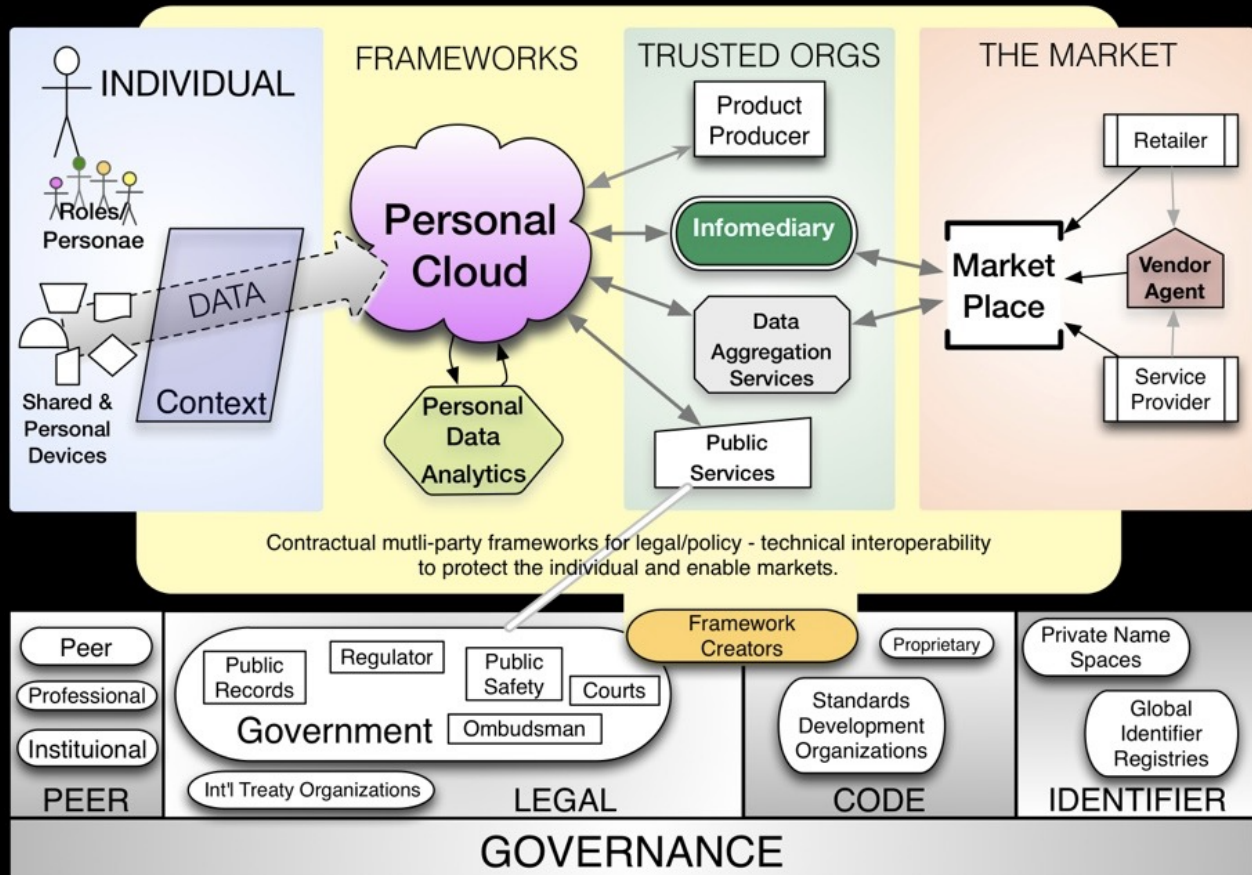 INDIVIDUAL
Roles/
Personae
DATA
Context
Shared &
Personal
Devices
FRAMEWORKS
Personal
Cloud
Personal
Data
Analytics
TRUSTED ORGS
Product
Producer
Infomediary
Data
Aggregation
Services
Public
Services
THE MARKET
Retailer
Market
Place
Vendor
Agent
Service
Provider
Contractual mutli-party frameworks for legal/policy - technical interoperability
to protect the individual and enable markets.
Peer
Professional
Instituional
PEER
Public
Records
Regulator
Public
Safety
Courts
Government
Ombudsman
Int'l Treaty Organizations
LEGAL
Framework
Creators
Proprietary
Standards
Development
Organizations
CODE
Private Name
Spaces
Global
Identifier
Registries
IDENTIFIER
GOVERNANCE